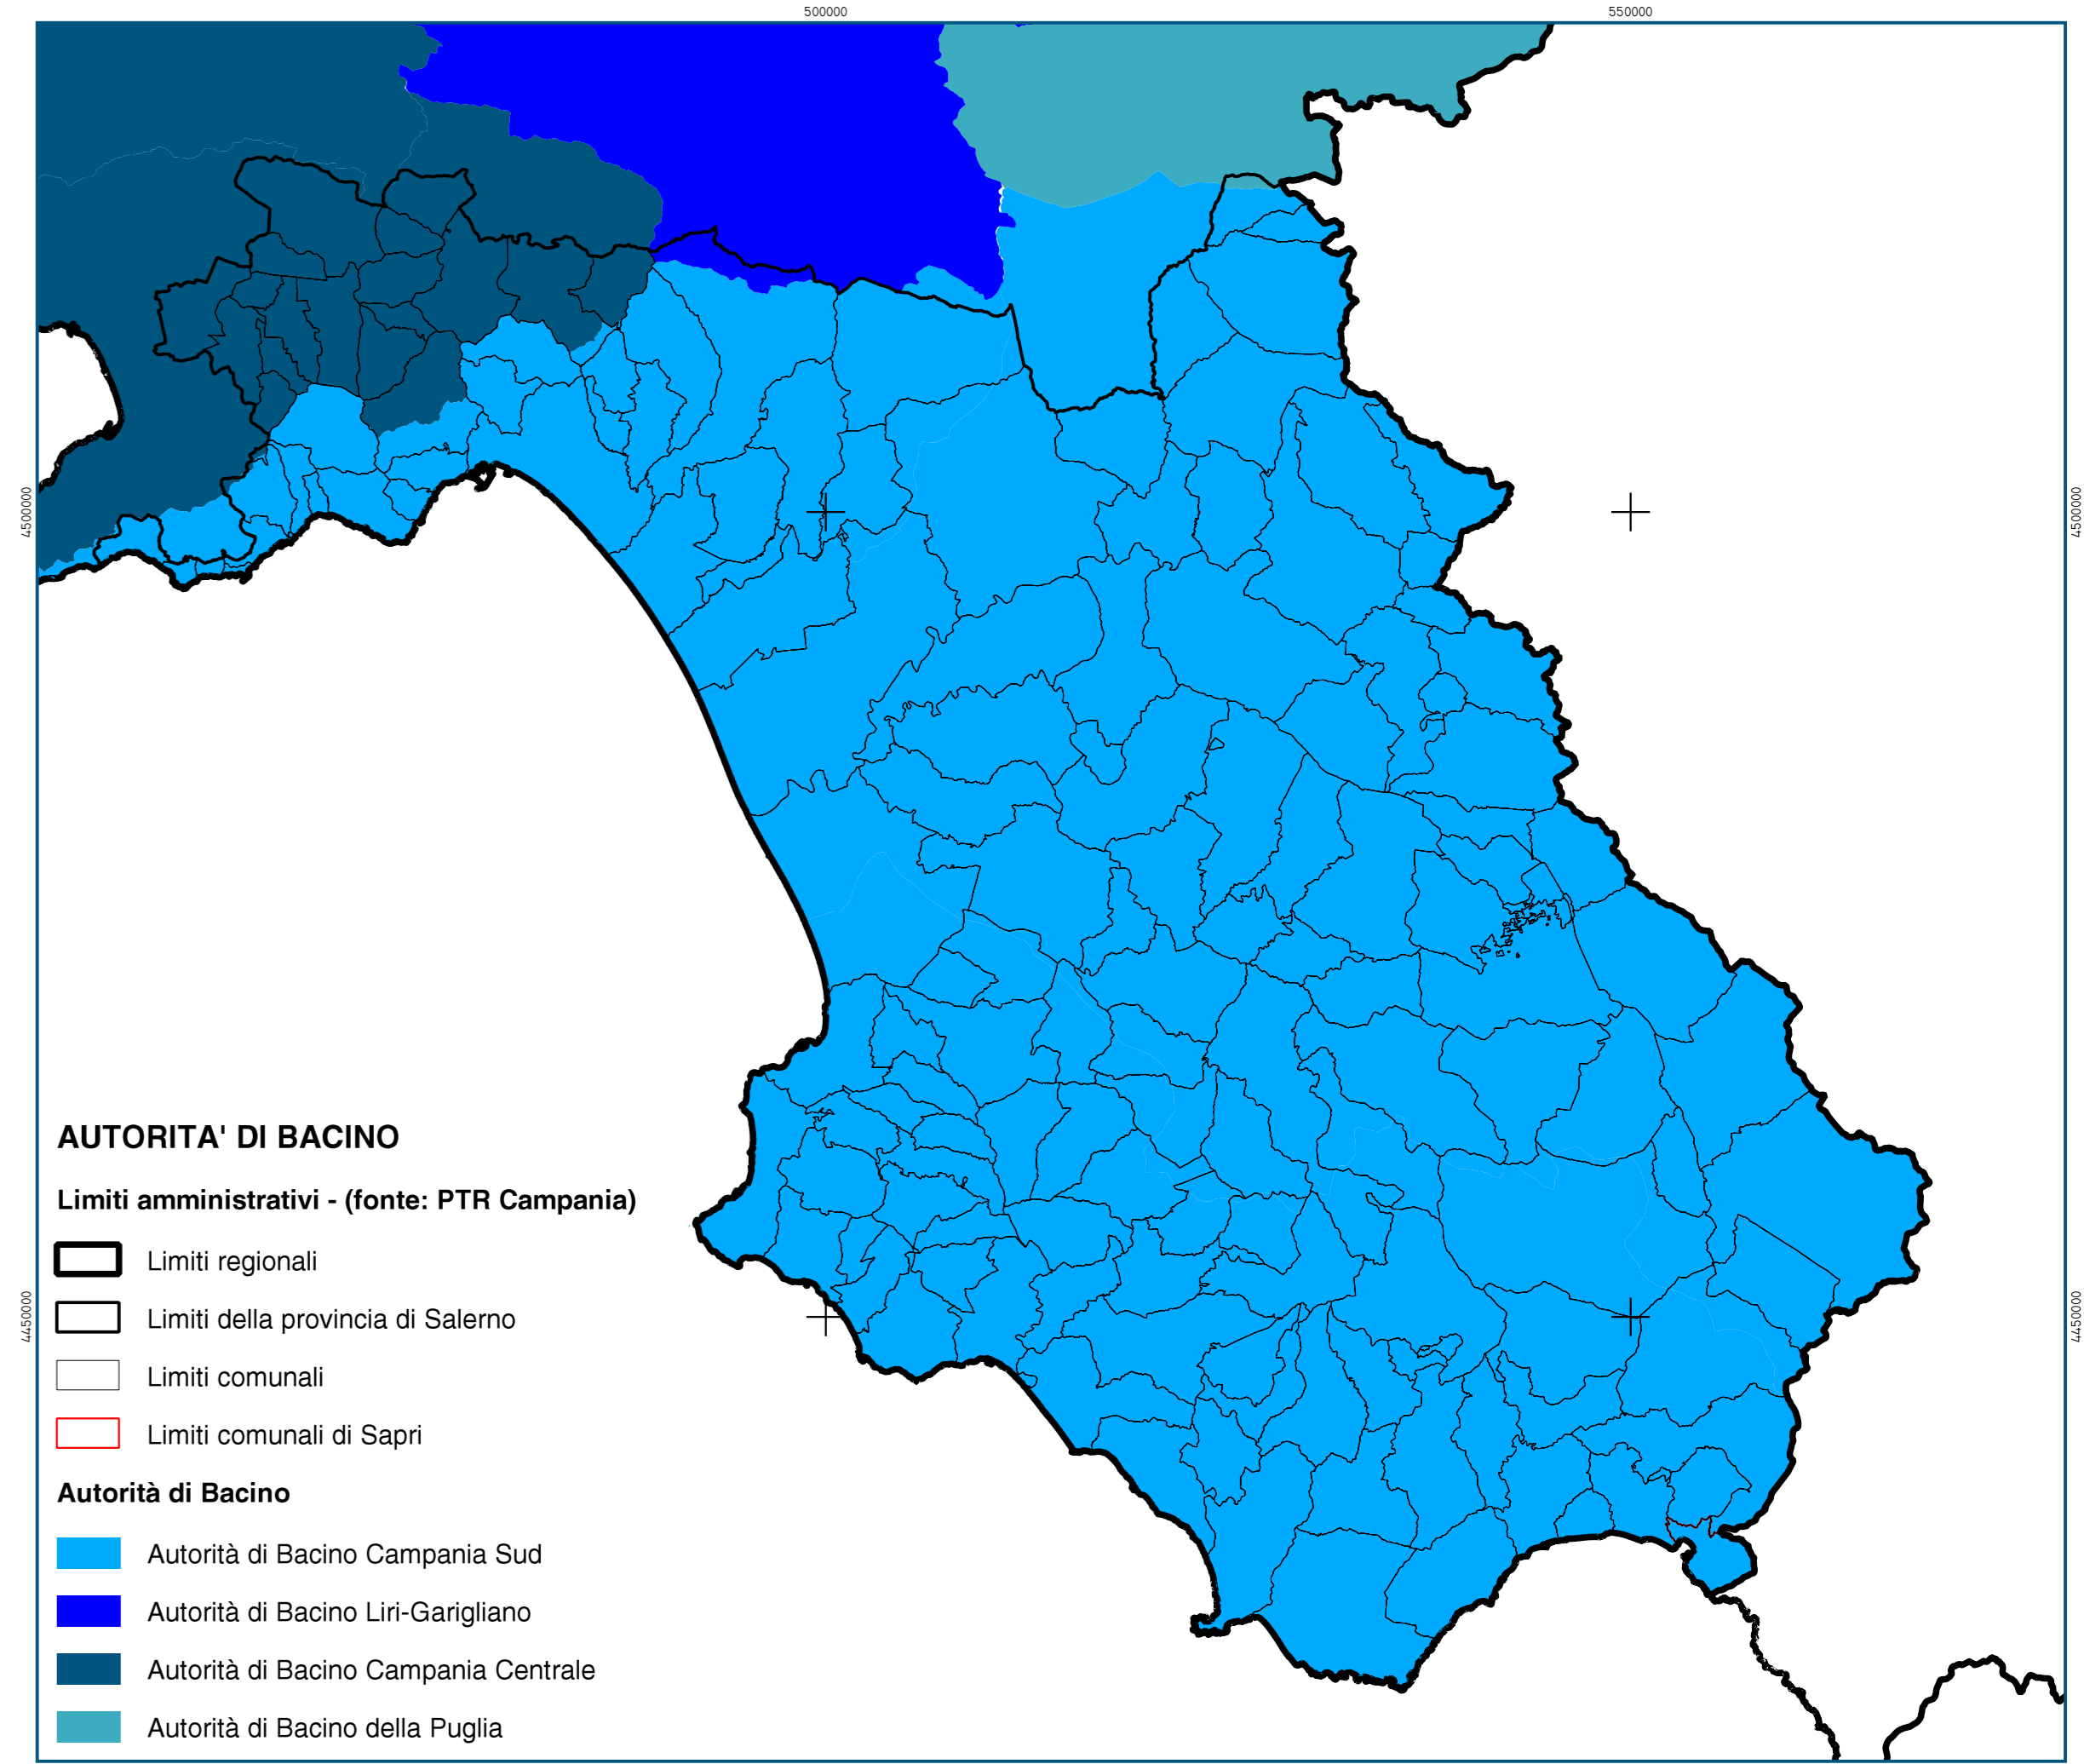 500000
550000
4500000
4500000
4450000
4450000
AUTORITA' DI BACINO
Limiti amministrativi - (fonte: PTR Campania)
Limiti regionali
Limiti della provincia di Salerno
Limiti comunali
Limiti comunali di Sapri
Autorità di Bacino
Autorità di Bacino Campania Sud
Autorità di Bacino Liri-Garigliano
Autorità di Bacino Campania Centrale
Autorità di Bacino della Puglia